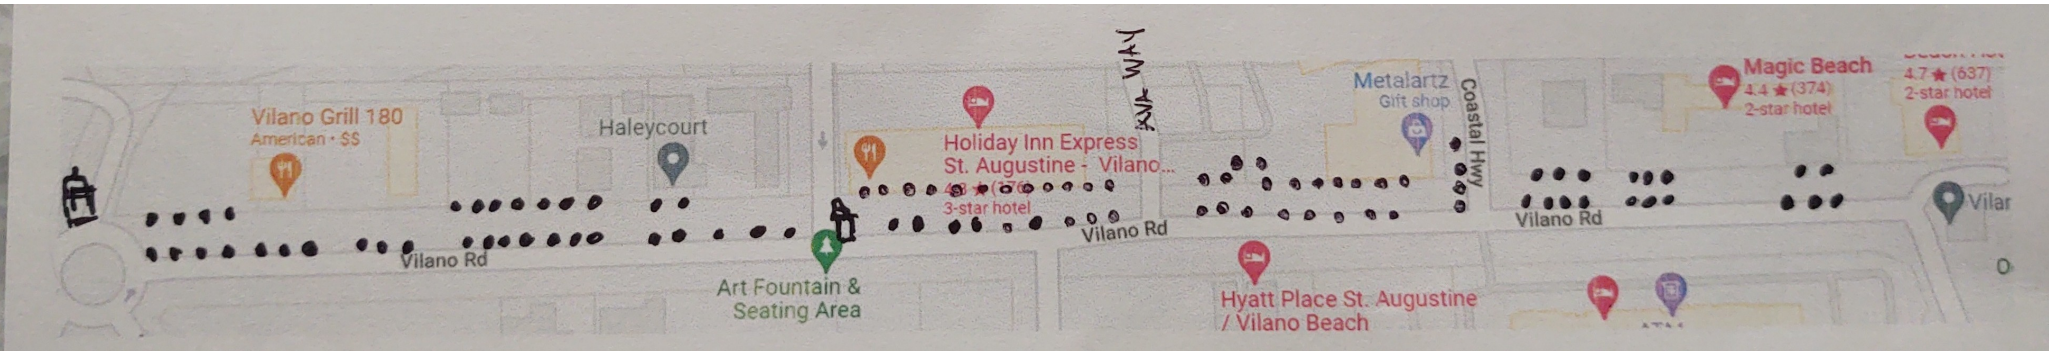 AVA WAY
Vilano Grill 180
American · $$
Haleycourt
Holiday Inn Express
St. Augustine - Vilano...
3-star hotel
Metalartz
Gift shop
Coastal Hwy
Magic Beach
4.4 ★ (374)
2-star hotel
4.7 ★ (637)
2-star hotel
Vilano Rd
Vilano Rd
Vilano Rd
Vilar
Art Fountain &
Seating Area
Hyatt Place St. Augustine
/ Vilano Beach
O